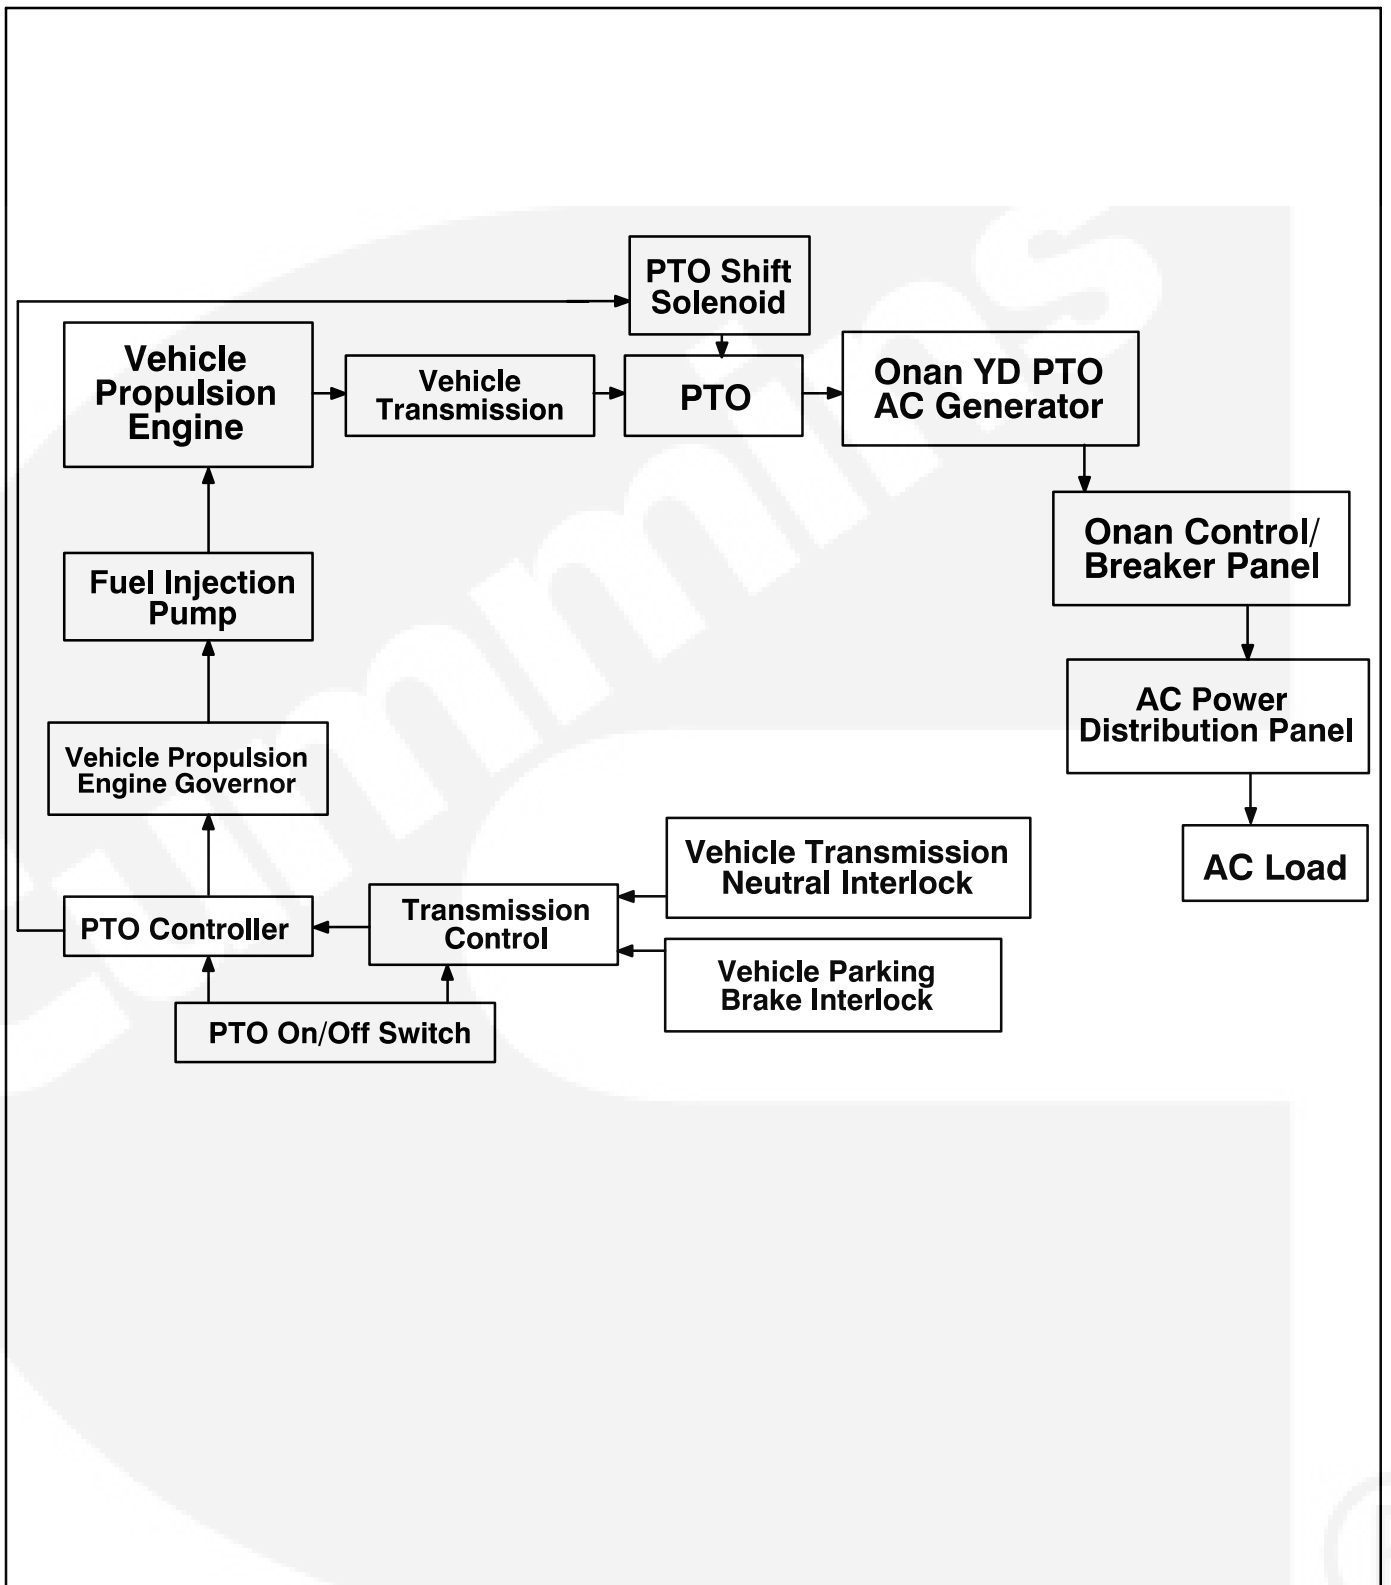 PTO Shift
Solenoid
Vehicle
Propulsion
Engine
Vehicle
Transmission
PTO
Onan YD PTO
AC Generator
Onan Control/
Breaker Panel
Fuel Injection
Pump
AC Power
Distribution Panel
Vehicle Propulsion
Engine Governor
AC Load
Vehicle Transmission
Neutral Interlock
Transmission
Control
PTO Controller
Vehicle Parking
Brake Interlock
PTO On/Off Switch
Cummins